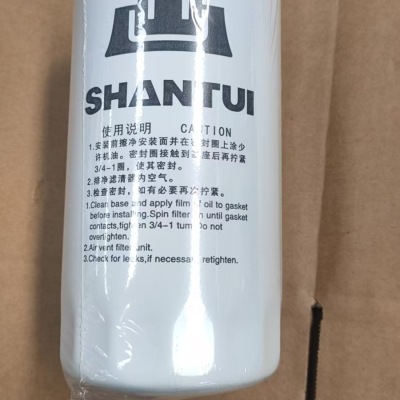 SHANTUI
使用说明 CAUTION
1.安装前擦净安装面并在密封圈上涂少
许机油。密封圈接触到基座后再拧紧
3/4-1圈，使其密封。
2.排净滤清器内空气。
3.检查密封，如有必要再次拧紧。
1.Clean base and apply film of oil to gasket
before installing.Spin filter on until gasket
contacts,tighten 3/4-1 turn.Do not
overtighten.
2.Air vent filter unit.
3.Check for leaks,if necessary retighten.